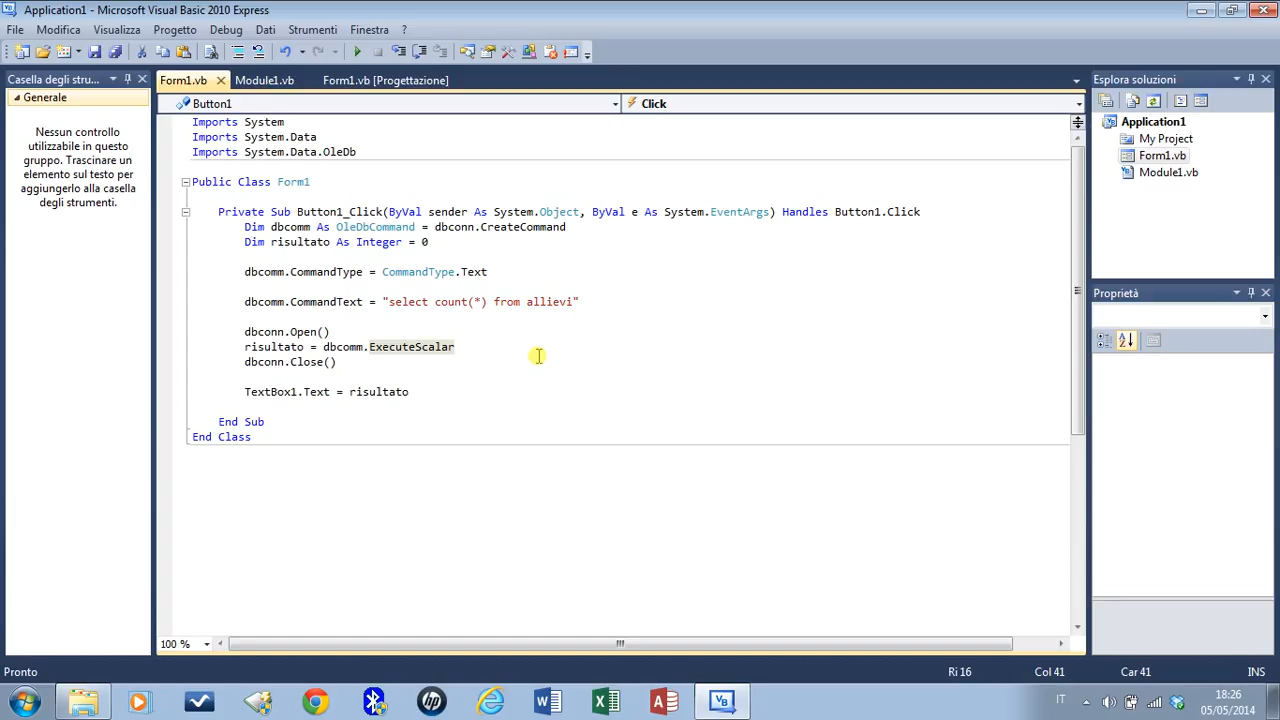 Application1 - Microsoft Visual Basic 2010 Express
File Modifica Visualizza Progetto Debug Dati Strumenti Finestra ?
Casella degli stru...
Form1.vb Module1.vb Form1.vb [Progettazione]
Esplora soluzioni
Generale
Button1
Click
Nessun controllo
utilizzabile in questo
gruppo. Trascinare un
elemento sul testo per
aggiungerlo alla casella
degli strumenti.
Imports System
Imports System.Data
Imports System.Data.OleDb
Public Class Form1
Private Sub Button1_Click(ByVal sender As System.Object, ByVal e As System.EventArgs) Handles Button1.Click
Dim dbcomm As OleDbCommand = dbconn.CreateCommand
Dim risultato As Integer = 0
dbcomm.CommandType = CommandType.Text
dbcomm.CommandText = "select count(*) from allievi"
dbconn.Open()
risultato = dbcomm.ExecuteScalar
dbconn.Close()
TextBox1.Text = risultato
End Sub
End Class
Application1
My Project
Form1.vb
Module1.vb
Proprietà
100 %
Pronto
Ri 16
Col 41
Car 41
INS
IT
18:26
05/05/2014